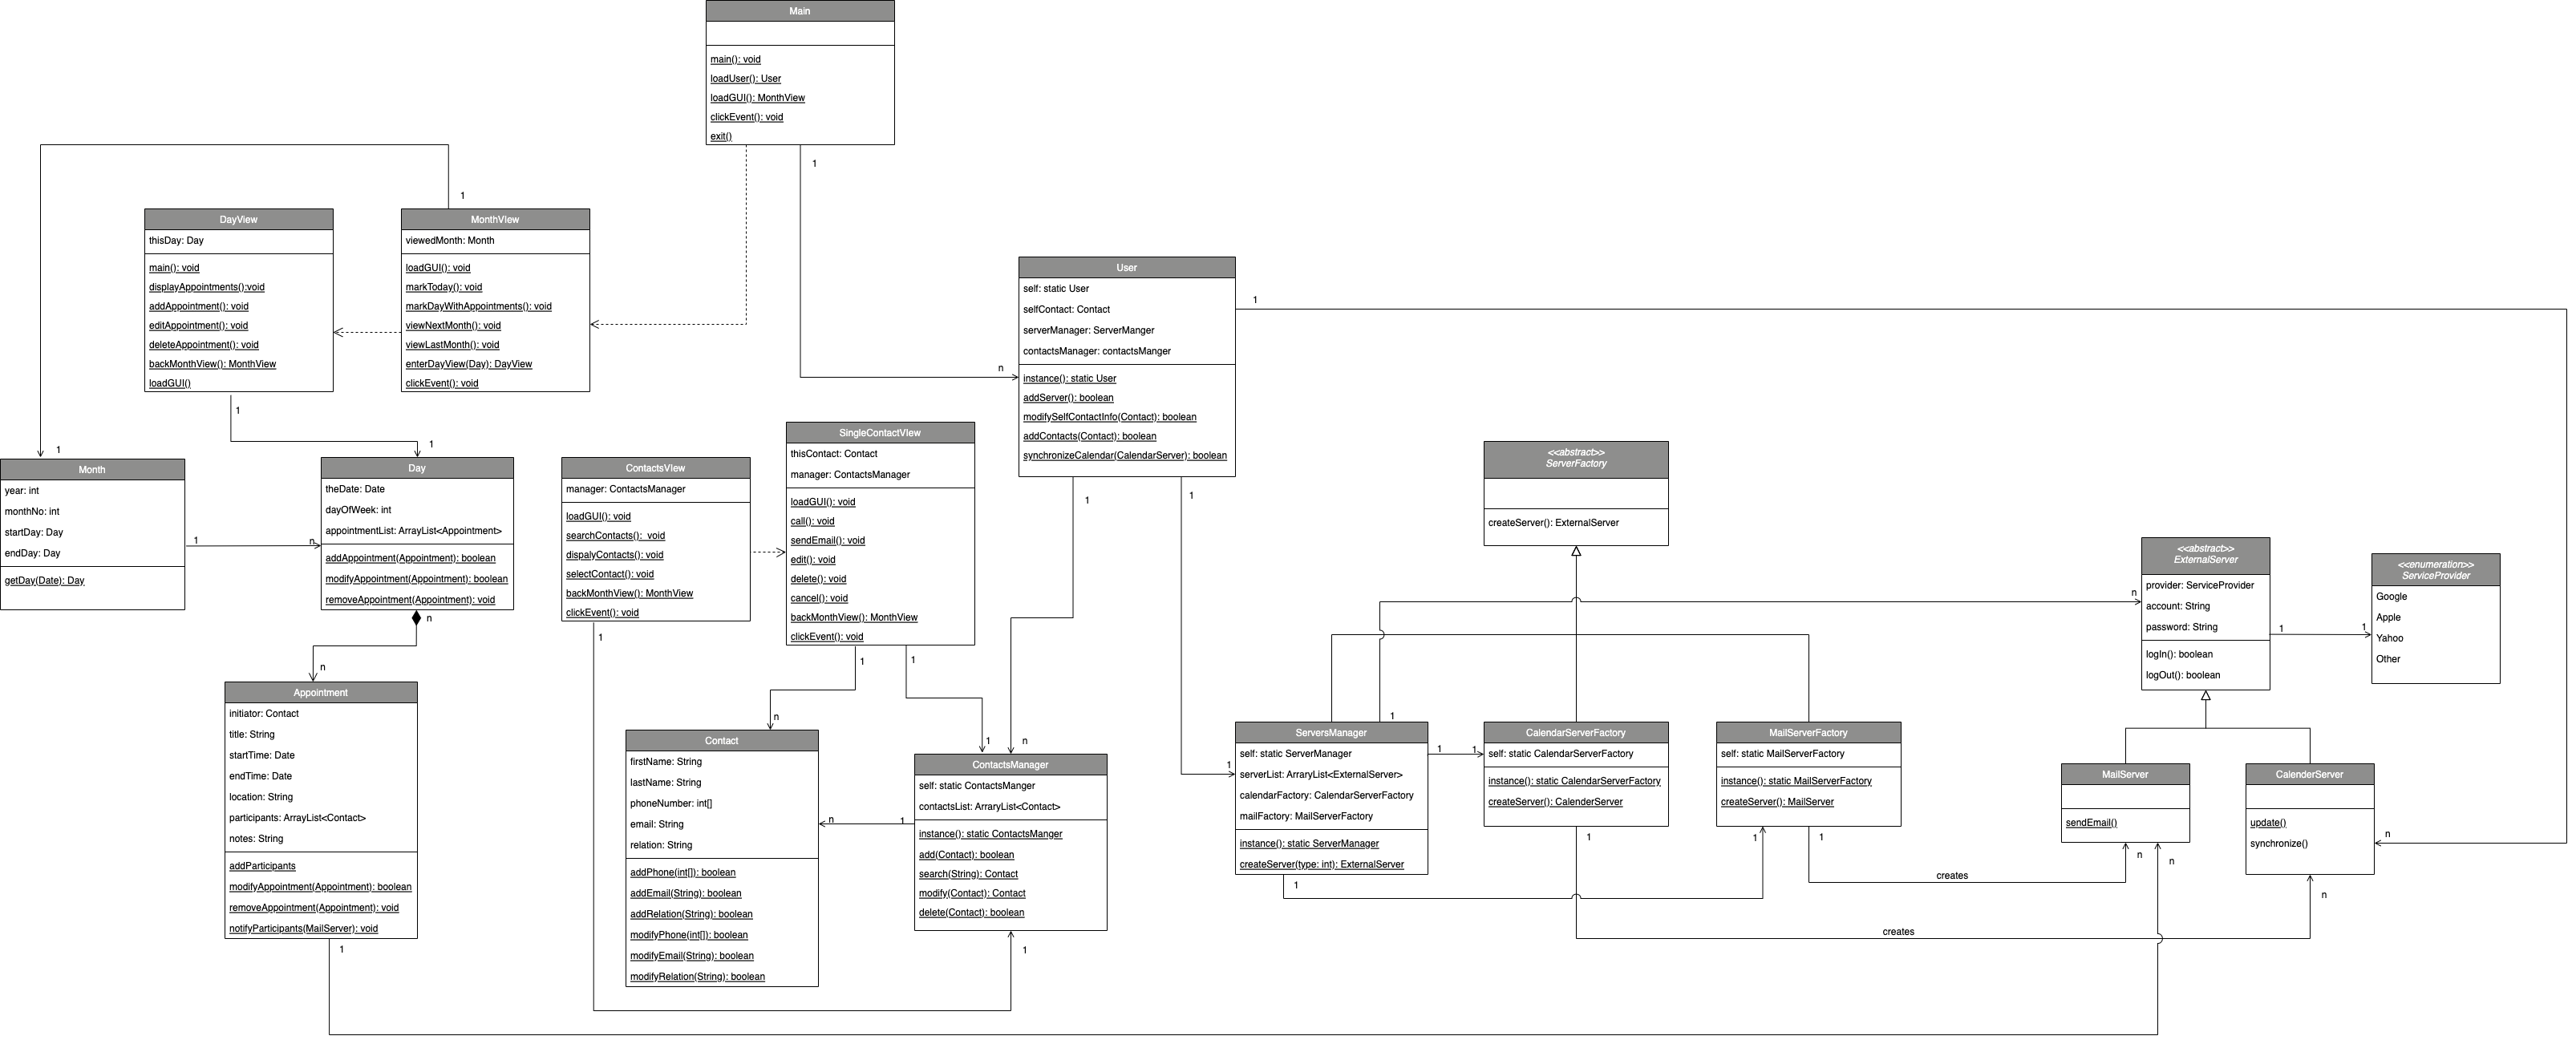 Main
main(): void
loadUser(): User
loadGUI(): MonthView
clickEvent(): void
exit()
1
1
DayView
thisDay: Day
main(): void
displayAppointments():void
addAppointment(): void
editAppointment(): void
deleteAppointment(): void
backMonthView(): MonthView
loadGUI()
1
MonthVIew
viewedMonth: Month
loadGUI(): void
markToday(): void
markDayWithAppointments(): void
viewNextMonth(): void
viewLastMonth(): void
enterDayView(Day): DayView
clickEvent(): void
n
User
self: static User
selfContact: Contact
serverManager: ServerManger
contactsManager: contactsManger
instance(): static User
addServer(): boolean
modifySelfContactInfo(Contact): boolean
addContacts(Contact): boolean
synchronizeCalendar(CalendarServer): boolean
1
1
1
1
1
Month
year: int
monthNo: int
startDay: Day
endDay: Day
getDay(Date): Day
1
n
Day
theDate: Date
dayOfWeek: int
appointmentList: ArrayList<Appointment>
addAppointment(Appointment): boolean
modifyAppointment(Appointment): boolean
removeAppointment(Appointment): void
n
n
ContactsVIew
manager: ContactsManager
loadGUI(): void
searchContacts(): void
dispalyContacts(): void
selectContact(): void
backMonthView(): MonthView
clickEvent(): void
1
SingleContactVIew
thisContact: Contact
manager: ContactsManager
loadGUI(): void
call(): void
sendEmail(): void
edit(): void
delete(): void
cancel(): void
backMonthView(): MonthView
clickEvent(): void
1
1
n
1
n
<<abstract>>
ServerFactory
createServer(): ExternalServer
n
<<abstract>>
ExternalServer
provider: ServiceProvider
account: String
password: String
logIn(): boolean
logOut(): boolean
1
1
<<enumeration>>
ServiceProvider
Google
Apple
Yahoo
Other
Appointment
initiator: Contact
title: String
startTime: Date
endTime: Date
location: String
participants: ArrayList<Contact>
notes: String
addParticipants
modifyAppointment(Appointment): boolean
removeAppointment(Appointment): void
notifyParticipants(MailServer): void
1
Contact
firstName: String
lastName: String
phoneNumber: int[]
email: String
relation: String
addPhone(int[]): boolean
addEmail(String): boolean
addRelation(String): boolean
modifyPhone(int[]): boolean
modifyEmail(String): boolean
modifyRelation(String): boolean
n
1
ContactsManager
self: static ContactsManger
contactsList: ArraryList<Contact>
instance(): static ContactsManger
add(Contact): boolean
search(String): Contact
modify(Contact): Contact
delete(Contact): boolean
1
1
1
ServersManager
self: static ServerManager
serverList: ArraryList<ExternalServer>
calendarFactory: CalendarServerFactory
mailFactory: MailServerFactory
instance(): static ServerManager
createServer(type: int): ExternalServer
1
1
1
CalendarServerFactory
self: static CalendarServerFactory
instance(): static CalendarServerFactory
createServer(): CalenderServer
1
MailServerFactory
self: static MailServerFactory
instance(): static MailServerFactory
createServer(): MailServer
1
1
creates
creates
MailServer
sendEmail()
n
n
CalenderServer
update()
synchronize()
n
n